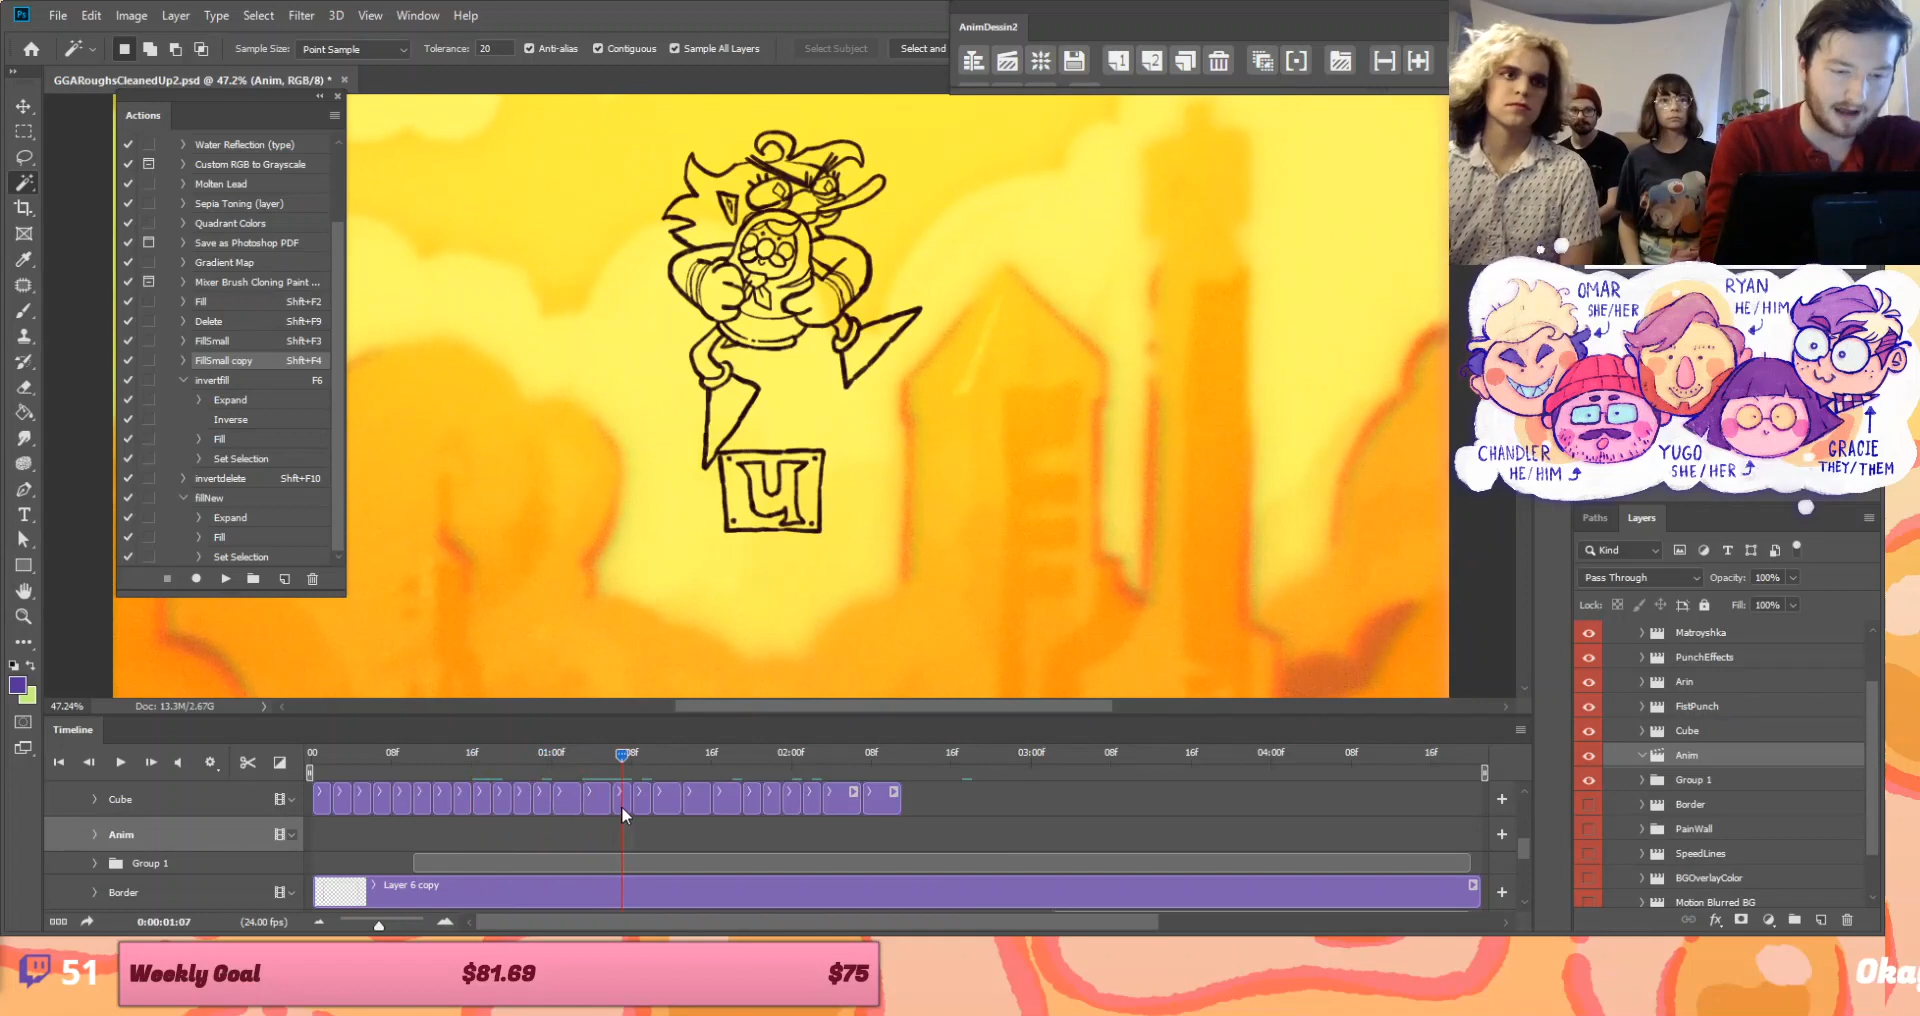 Ps File Edit Image Layer Type Select Filter 3D View Window Help
Sample Size: Point Sample Tolerance: 20 Anti-alias Contiguous Sample All Layers Select Subject Select and
AnimDessin2
GGARoughsCleanedUp2.psd @ 47.2% (Anim, RGB/8) *
Actions
Water Reflection (type)
Custom RGB to Grayscale
Molten Lead
Sepia Toning (layer)
Quadrant Colors
Save as Photoshop PDF
Gradient Map
Mixer Brush Cloning Paint ...
Fill Shft+F2
Delete Shft+F9
FillSmall Shft+F3
FillSmall copy Shft+F4
invertfill F6
Expand
Inverse
Fill
Set Selection
invertdelete Shft+F10
fillNew
Expand
Fill
Set Selection
Ч
OMAR
SHE/HER
RYAN
HE/HIM
CHANDLER
HE/HIM
YUGO
SHE/HER
GRACIE
THEY/THEM
Paths Layers
Kind
Pass Through Opacity: 100%
Lock: Fill: 100%
Matroyshka
PunchEffects
Arin
FistPunch
Cube
Anim
Group 1
Border
PainWall
SpeedLines
BGOverlayColor
Motion Blurred BG
47.24% Doc: 13.3M/2.67G
Timeline
00 08f 16f 01:00f 08f 16f 02:00f 08f 16f 03:00f 08f 16f 04:00f 08f 16f
Cube
Anim
Group 1
Border Layer 6 copy
0:00:01:07 (24.00 fps)
51 Weekly Goal $81.69 $75